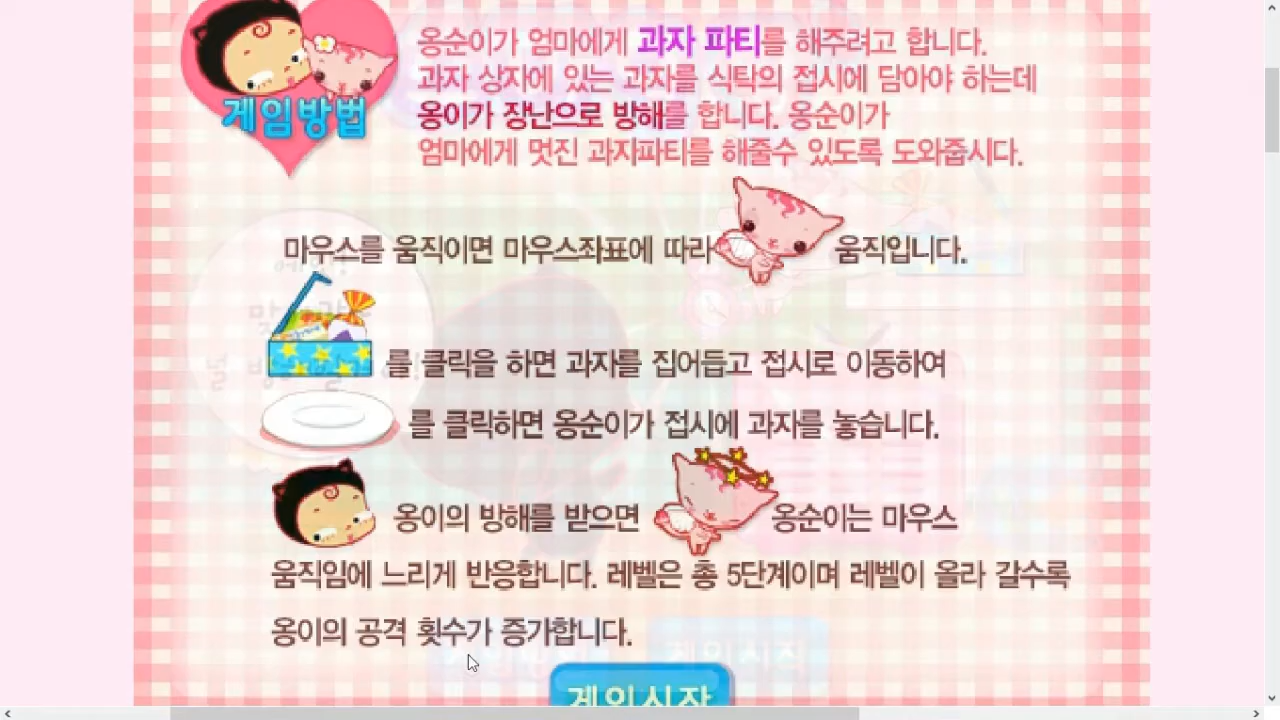 게임방법
옹순이가 엄마에게 과자 파티를 해주려고 합니다.
과자 상자에 있는 과자를 식탁의 접시에 담아야 하는데
옹이가 장난으로 방해를 합니다. 옹순이가
엄마에게 멋진 과자파티를 해줄수 있도록 도와줍시다.
마우스를 움직이면 마우스좌표에 따라 움직입니다.
를 클릭을 하면 과자를 집어듭고 접시로 이동하여
를 클릭하면 옹순이가 접시에 과자를 놓습니다.
옹이의 방해를 받으면 옹순이는 마우스
움직임에 느리게 반응합니다. 레벨은 총 5단계이며 레벨이 올라 갈수록
옹이의 공격 횟수가 증가합니다.
게임시작